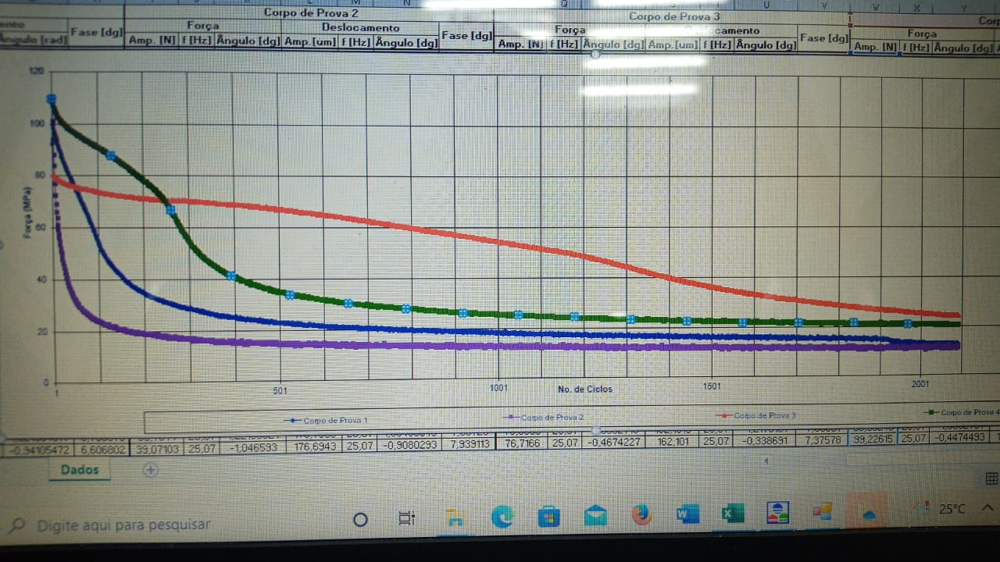 N O U V W X Y
Corpo de Prova 2 Corpo de Prova 3 Corp
Força Deslocamento Força camento Força
Ângulo [rad] Fase [dg] Amp. [N] f [Hz] Ângulo [dg] Amp. [um] f [Hz] Ângulo [dg] Fase [dg] Amp. [N] f [Hz] Ângulo [dg] Amp. [um] f [Hz] Ângulo [dg] Fase [dg] Amp. [N] f [Hz] Ângulo [dg]
120
100
80
60
40
20
0
Força (MPa)
1 501 1001 1501 2001
No. de Ciclos
Corpo de Prova 1 Corpo de Prova 2 Corpo de Prova 3 Corpo de Prova 4
-0,94105472 6,606802 39,07103 25,07 -1,046593 176,6943 25,07 -0,9080293 7,939113 76,7166 25,07 -0,4674227 162,101 25,07 -0,338691 7,37578 99,22615 25,07 -0,4474493
Dados
Digite aqui para pesquisar
25°C